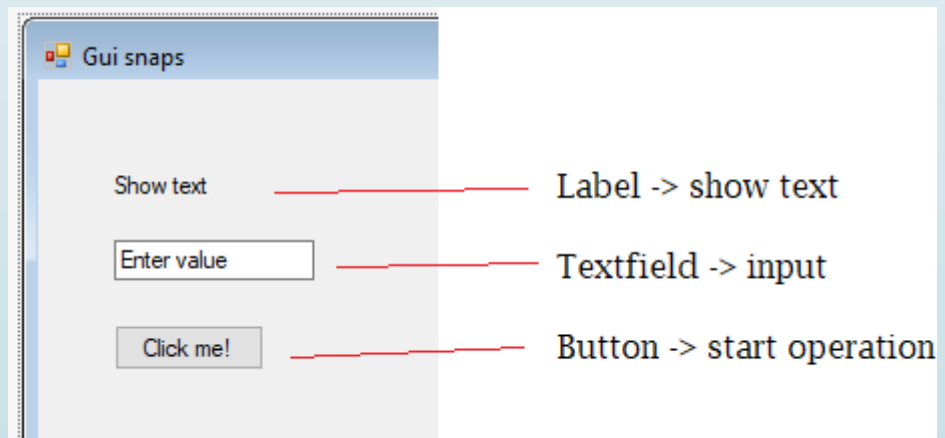 Gui snaps
Show text
Label -> show text
Enter value
Textfield -> input
Click me!
Button -> start operation